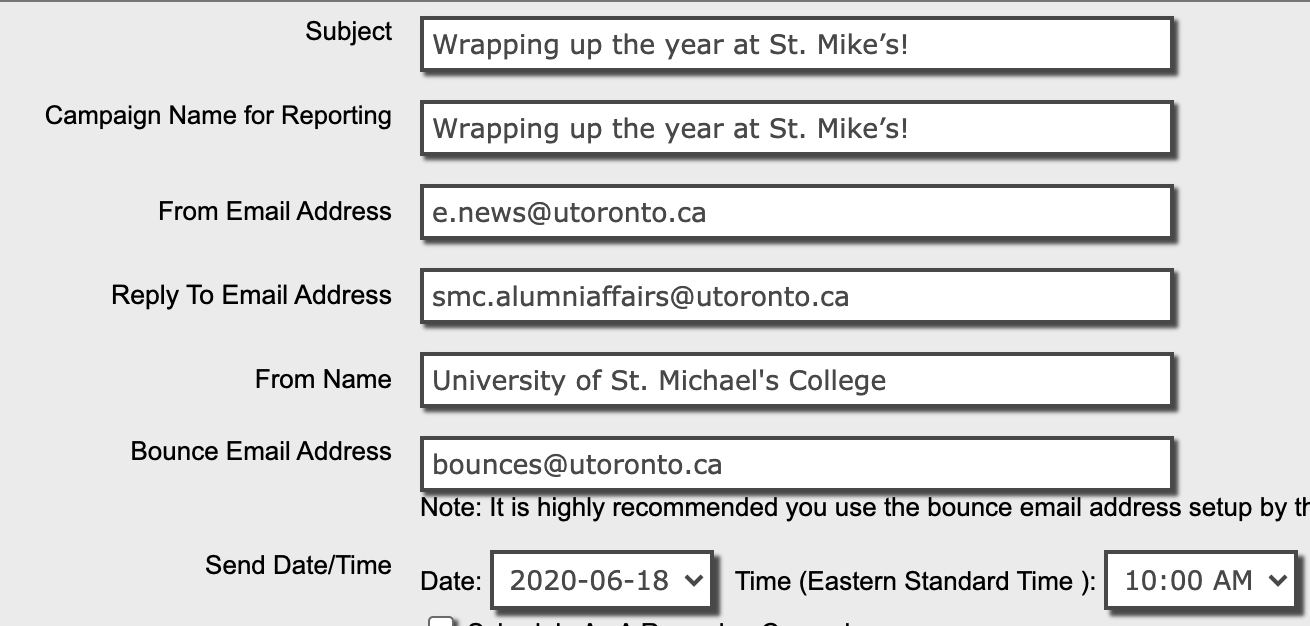 Subject Wrapping up the year at St. Mike’s!
Campaign Name for Reporting Wrapping up the year at St. Mike’s!
From Email Address e.news@utoronto.ca
Reply To Email Address smc.alumniaffairs@utoronto.ca
From Name University of St. Michael's College
Bounce Email Address bounces@utoronto.ca
Note: It is highly recommended you use the bounce email address setup by
Send Date/Time Date: 2020-06-18 Time (Eastern Standard Time ): 10:00 AM